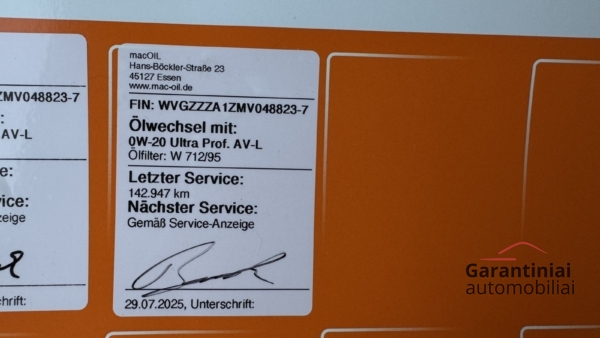 macOIL
Hans-Böckler-Straße 23
45127 Essen
www.mac-oil.de
FIN: WVGZZZA1ZMV048823-7
Ölwechsel mit:
0W-20 Ultra Prof. AV-L
Ölfilter: W 712/95
Letzter Service:
142.947 km
Nächster Service:
Gemäß Service-Anzeige
29.07.2025, Unterschrift:
ZMV048823-7
:
AV-L
e:
vice:
nzeige
chrift:
Garantiniai
automobiliai